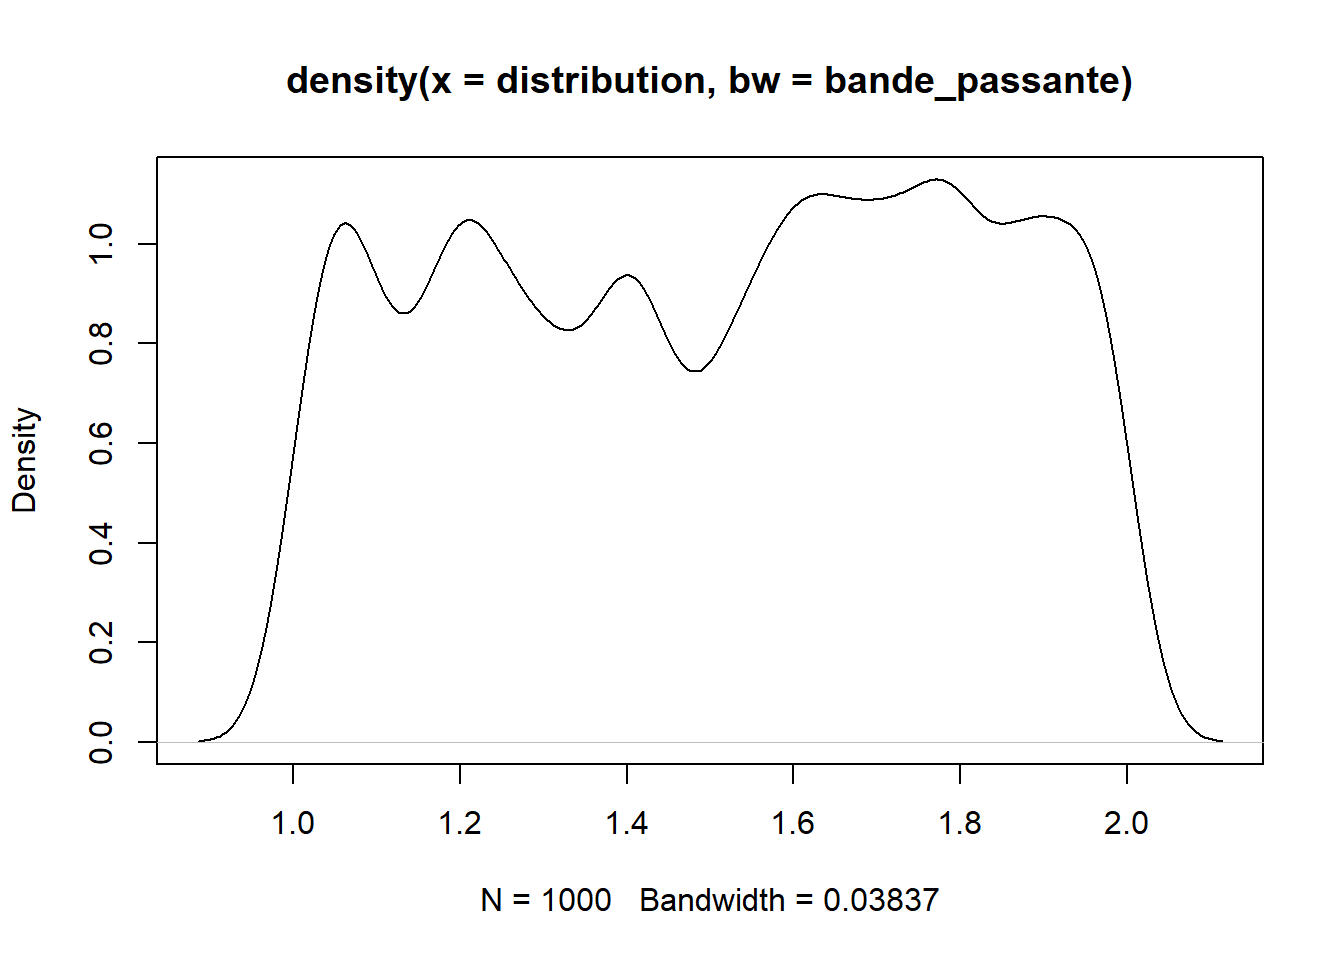 density(x = distribution, bw = bande_passante)
Density
0.0
0.2
0.4
0.6
0.8
1.0
1.0 1.2 1.4 1.6 1.8 2.0
N = 1000   Bandwidth = 0.03837